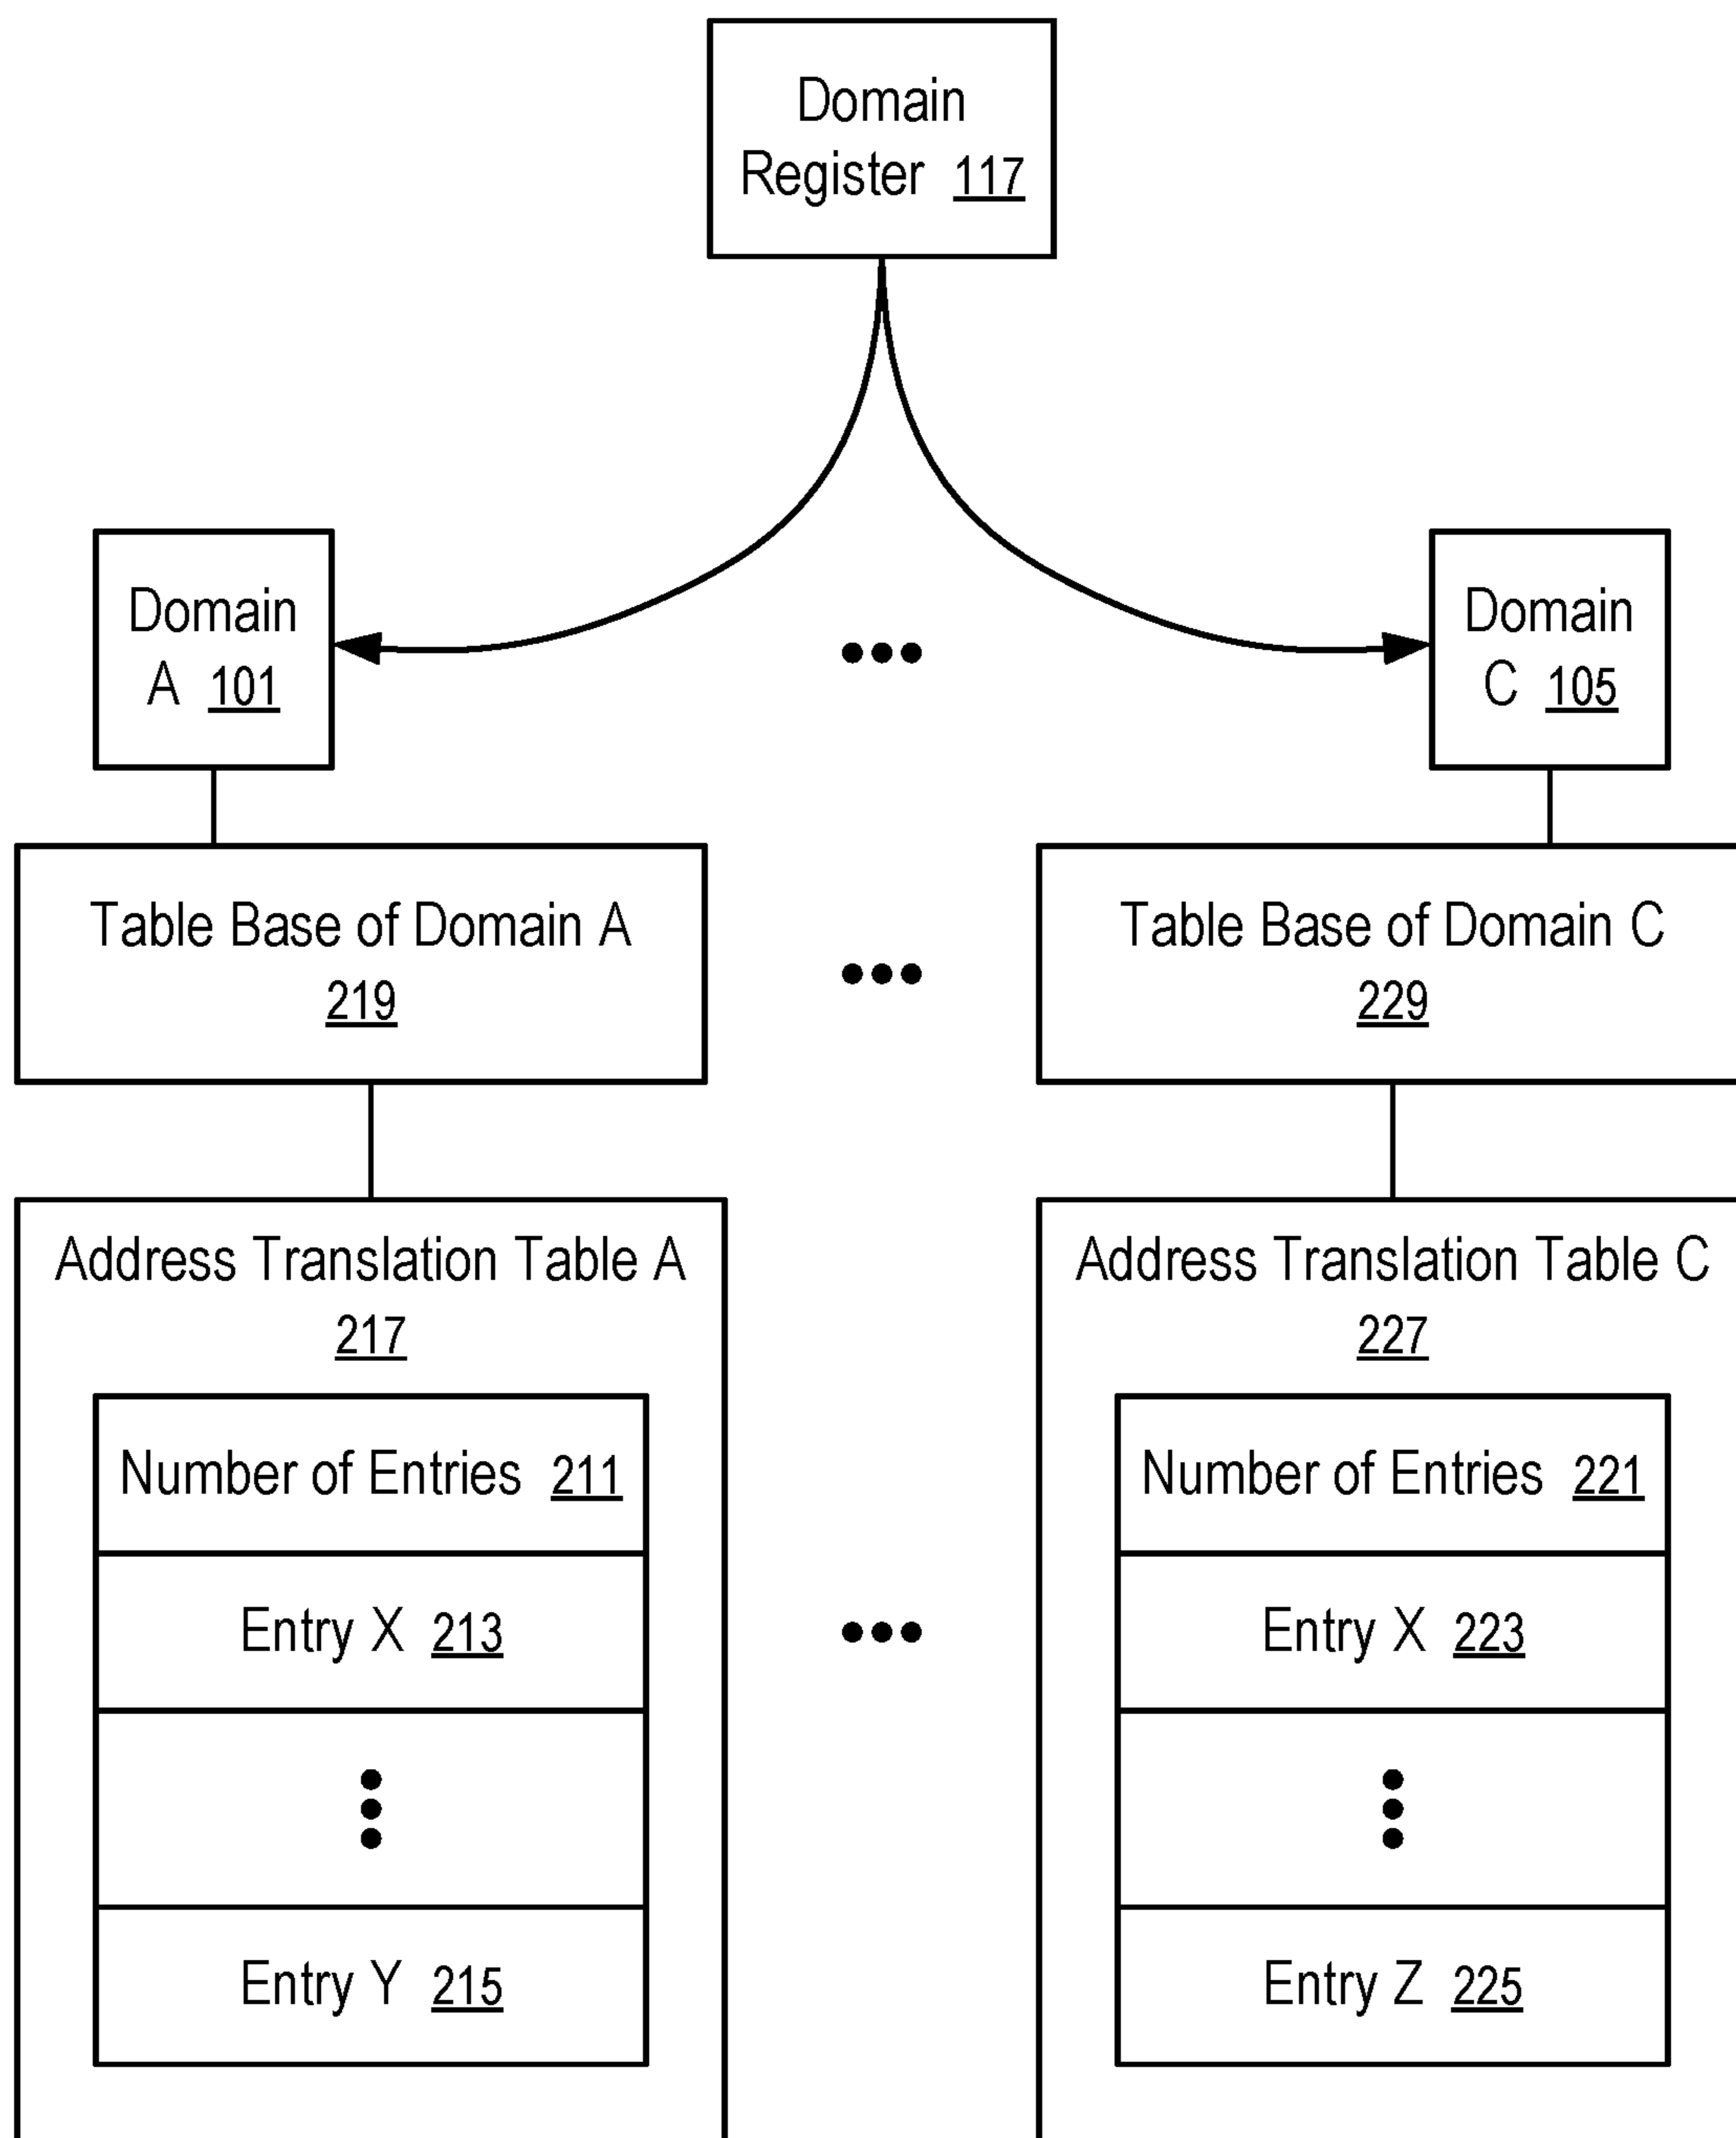 Domain
Register 117
Domain
A 101
Domain
C 105
Table Base of Domain A
219
Table Base of Domain C
229
Address Translation Table A
217
Number of Entries 211
Entry X 213
Entry Y 215
Address Translation Table C
227
Number of Entries 221
Entry X 223
Entry Z 225